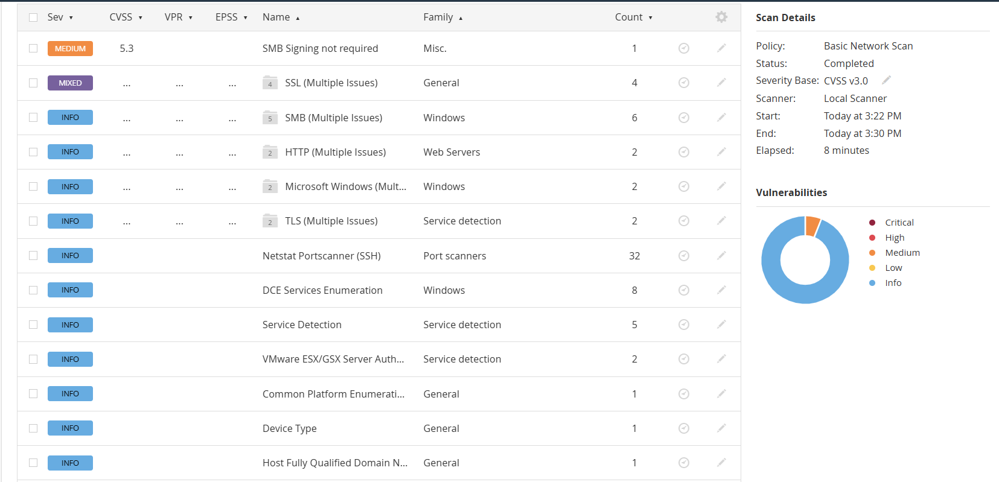 Sev ▼ CVSS ▼ VPR ▼ EPSS ▼ Name ▲ Family ▲ Count ▼
MEDIUM 5.3 SMB Signing not required Misc. 1
MIXED ... ... ... 4 SSL (Multiple Issues) General 4
INFO ... ... ... 5 SMB (Multiple Issues) Windows 6
INFO ... ... ... 2 HTTP (Multiple Issues) Web Servers 2
INFO ... ... ... 2 Microsoft Windows (Mult... Windows 2
INFO ... ... ... 2 TLS (Multiple Issues) Service detection 2
INFO Netstat Portscanner (SSH) Port scanners 32
INFO DCE Services Enumeration Windows 8
INFO Service Detection Service detection 5
INFO VMware ESX/GSX Server Auth... Service detection 2
INFO Common Platform Enumerati... General 1
INFO Device Type General 1
INFO Host Fully Qualified Domain N... General 1
Scan Details
Policy: Basic Network Scan
Status: Completed
Severity Base: CVSS v3.0
Scanner: Local Scanner
Start: Today at 3:22 PM
End: Today at 3:30 PM
Elapsed: 8 minutes
Vulnerabilities
Critical
High
Medium
Low
Info